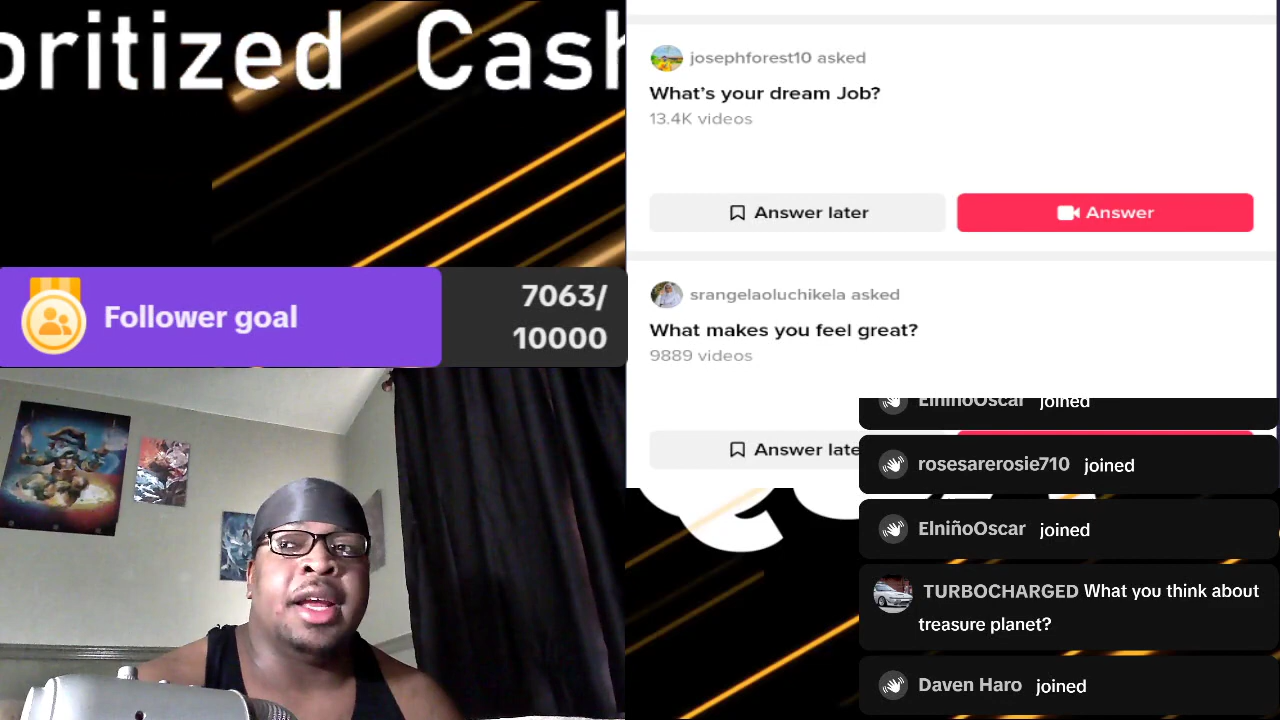 oritized Cash
josephforest10 asked
What's your dream Job?
13.4K videos
Answer later
Answer
srangelaoluchikela asked
What makes you feel great?
9889 videos
Answer late
Follower goal
7063/
10000
ElniñoOscar joined
rosesarerosie710 joined
ElniñoOscar joined
TURBOCHARGED What you think about
treasure planet?
Daven Haro joined